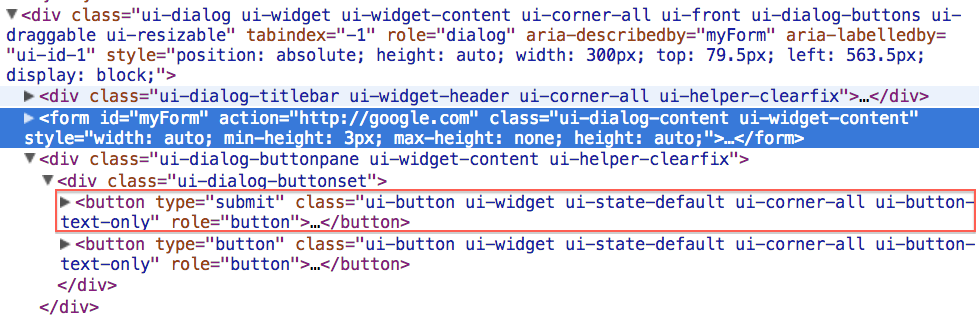 ▼<div class="ui-dialog ui-widget ui-widget-content ui-corner-all ui-front ui-dialog-buttons ui-
draggable ui-resizable" tabindex="-1" role="dialog" aria-describedby="myForm" aria-labelledby=
"ui-id-1" style="position: absolute; height: auto; width: 300px; top: 79.5px; left: 563.5px;
display: block;">
▶<div class="ui-dialog-titlebar ui-widget-header ui-corner-all ui-helper-clearfix">…</div>
▶<form id="myForm" action="http://google.com" class="ui-dialog-content ui-widget-content"
style="width: auto; min-height: 3px; max-height: none; height: auto;">…</form>
▼<div class="ui-dialog-buttonpane ui-widget-content ui-helper-clearfix">
▼<div class="ui-dialog-buttonset">
▶<button type="submit" class="ui-button ui-widget ui-state-default ui-corner-all ui-button-
text-only" role="button">…</button>
▶<button type="button" class="ui-button ui-widget ui-state-default ui-corner-all ui-button-
text-only" role="button">…</button>
</div>
</div>